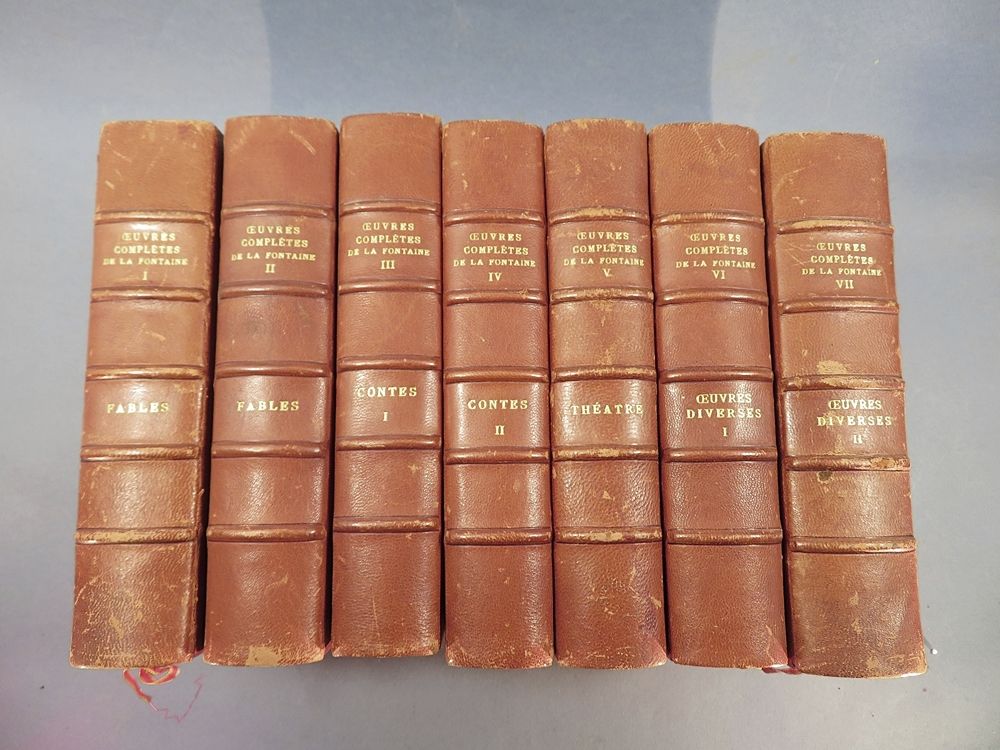 ŒUVRES
COMPLÈTES
DE LA FONTAINE
I
FABLES
ŒUVRES
COMPLÈTES
DE LA FONTAINE
II
FABLES
ŒUVRES
COMPLÈTES
DE LA FONTAINE
III
CONTES
I
ŒUVRES
COMPLÈTES
DE LA FONTAINE
IV
CONTES
II
ŒUVRES
COMPLÈTES
DE LA FONTAINE
V
THÉATRE
ŒUVRES
COMPLÈTES
DE LA FONTAINE
VI
ŒUVRES
DIVERSES
I
ŒUVRES
COMPLÈTES
DE LA FONTAINE
VII
ŒUVRES
DIVERSES
II